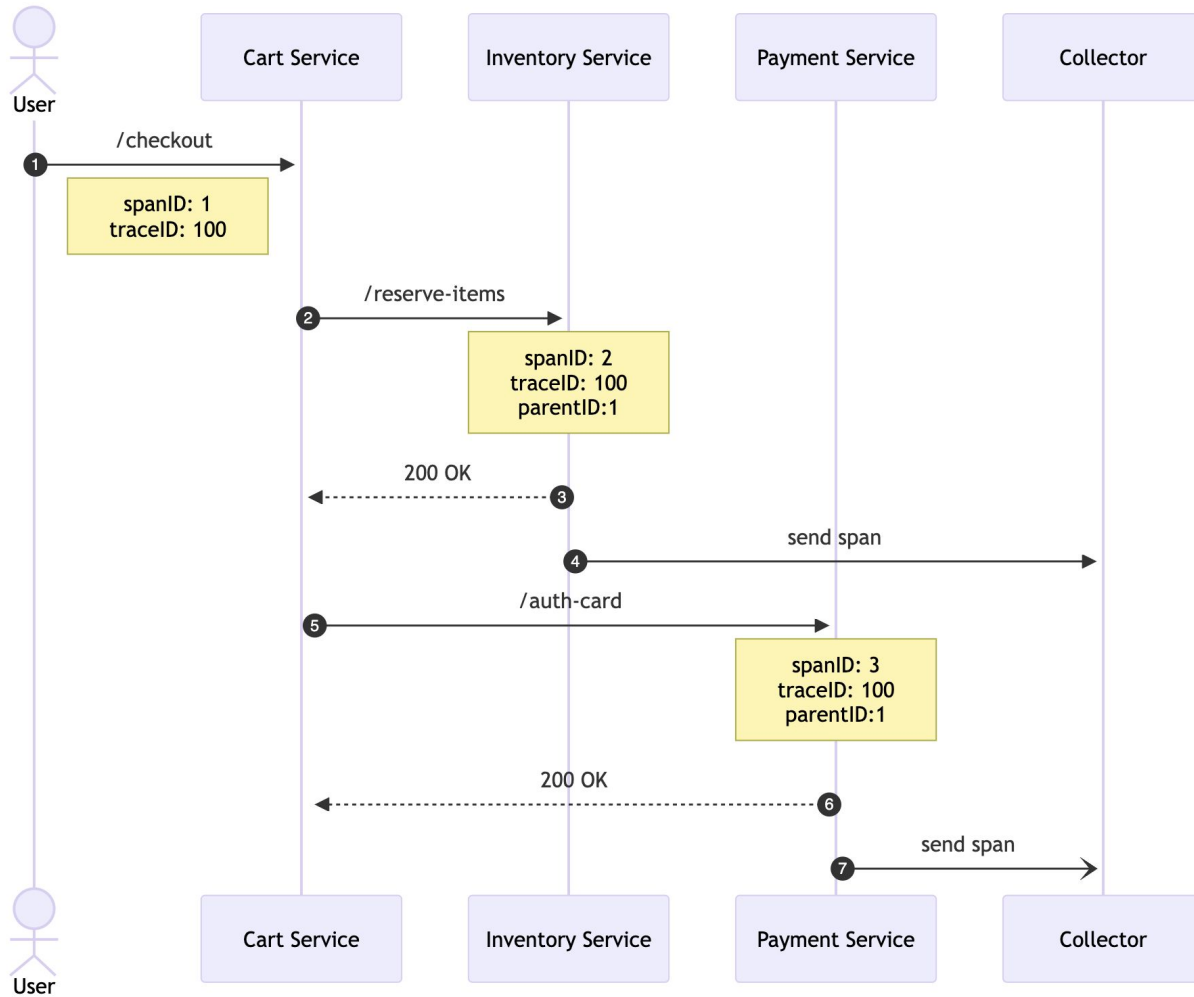 Cart Service
Inventory Service
Payment Service
Collector
User
/checkout
1
spanID: 1
traceID: 100
/reserve-items
2
spanID: 2
traceID: 100
parentID:1
200 OK
3
send span
4
/auth-card
5
spanID: 3
traceID: 100
parentID:1
200 OK
6
send span
7
Cart Service
Inventory Service
Payment Service
Collector
User